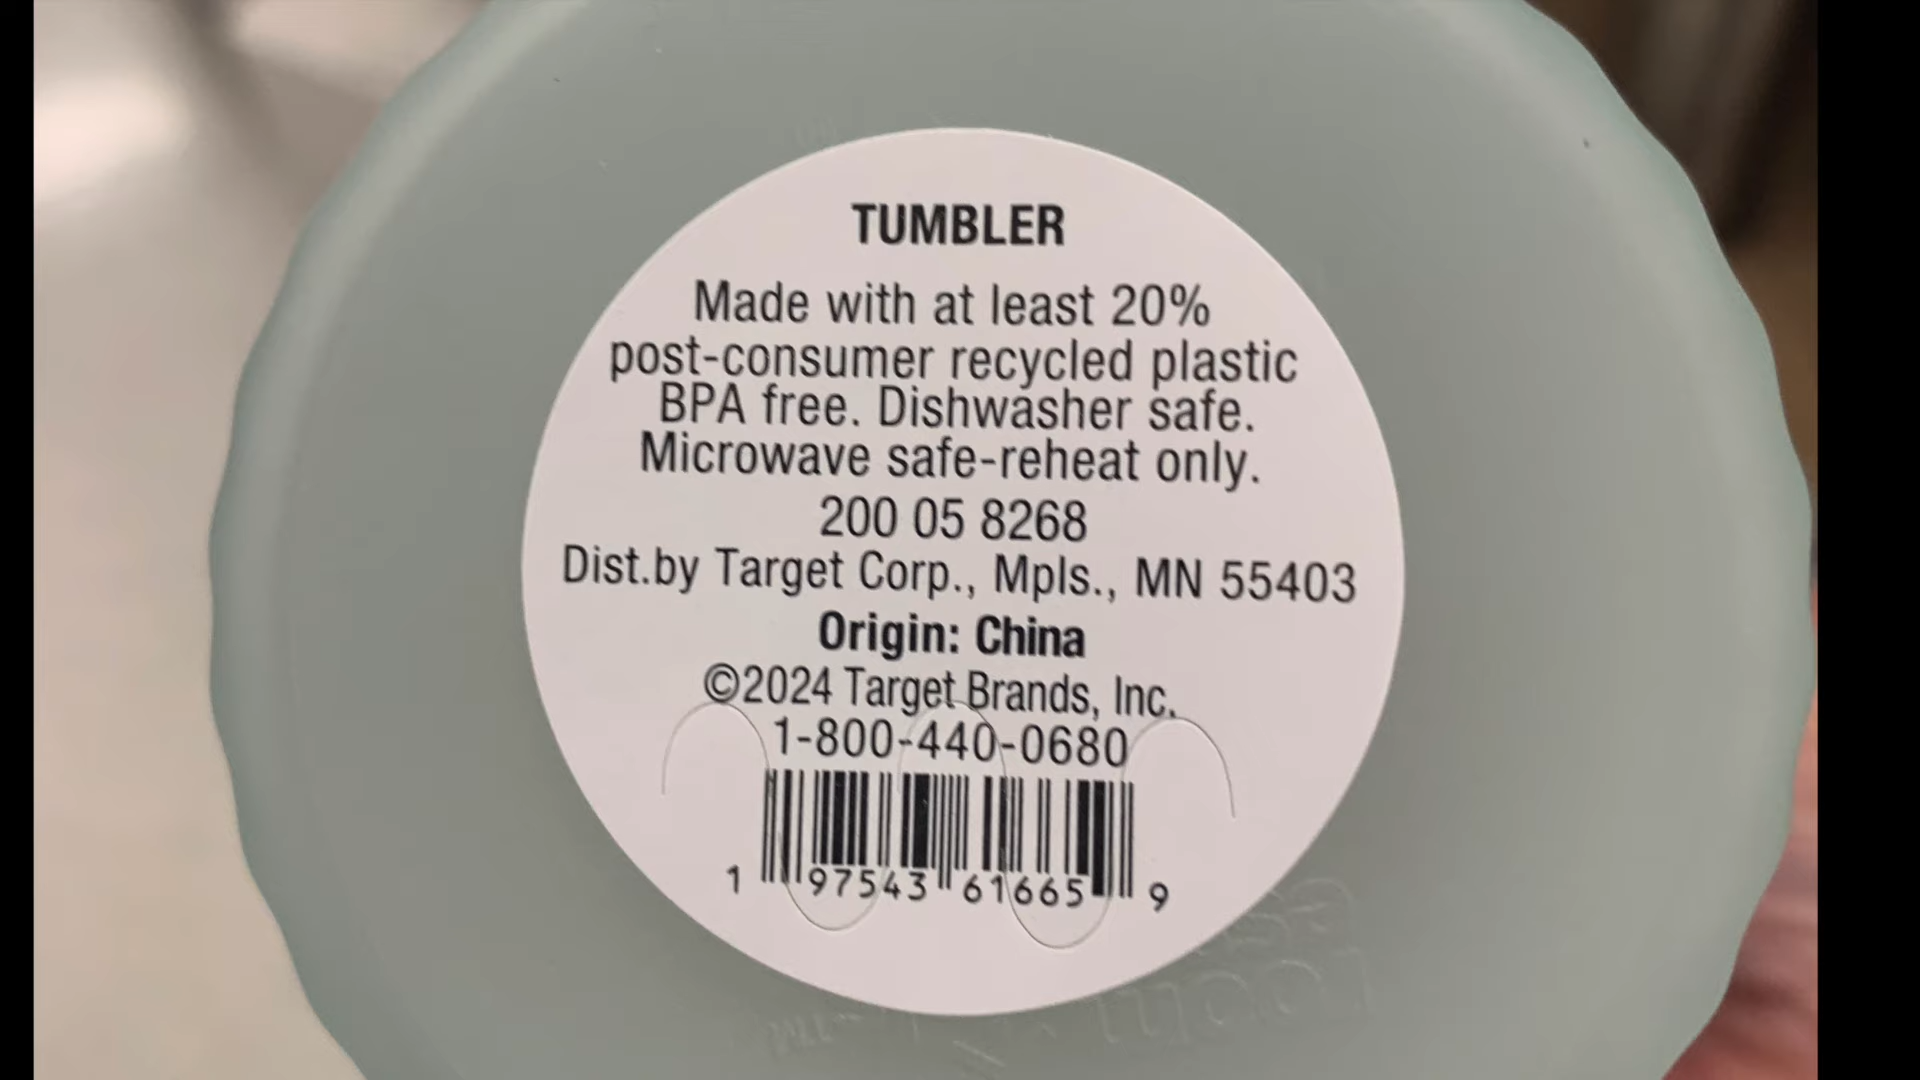 TUMBLER
Made with at least 20%
post-consumer recycled plastic
BPA free. Dishwasher safe.
Microwave safe-reheat only.
200 05 8268
Dist.by Target Corp., Mpls., MN 55403
Origin: China
©2024 Target Brands, Inc.
1-800-440-0680
1 97543 61665 9